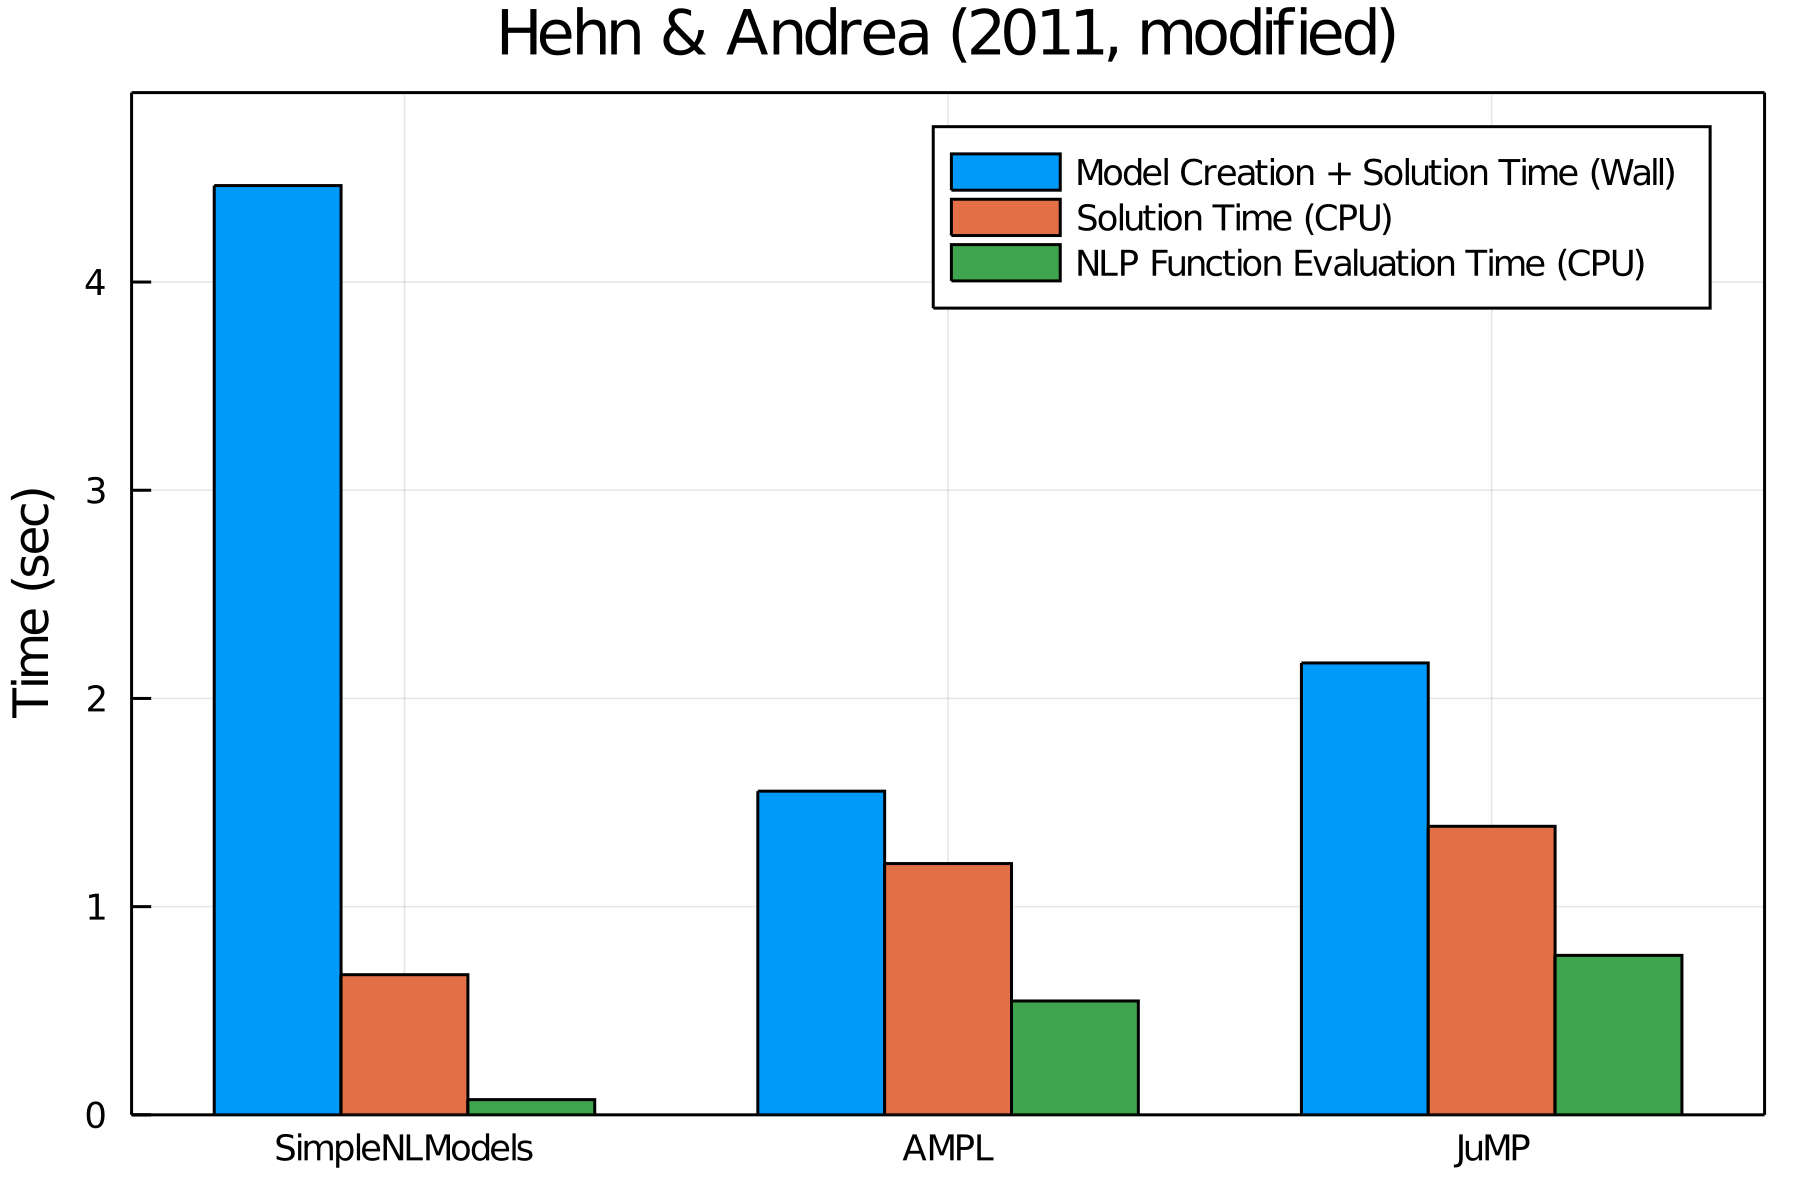 Hehn & Andrea (2011, modified)
Model Creation + Solution Time (Wall)
Solution Time (CPU)
NLP Function Evaluation Time (CPU)
Time (sec)
4
3
2
1
0
SimpleNLModels
AMPL
JuMP